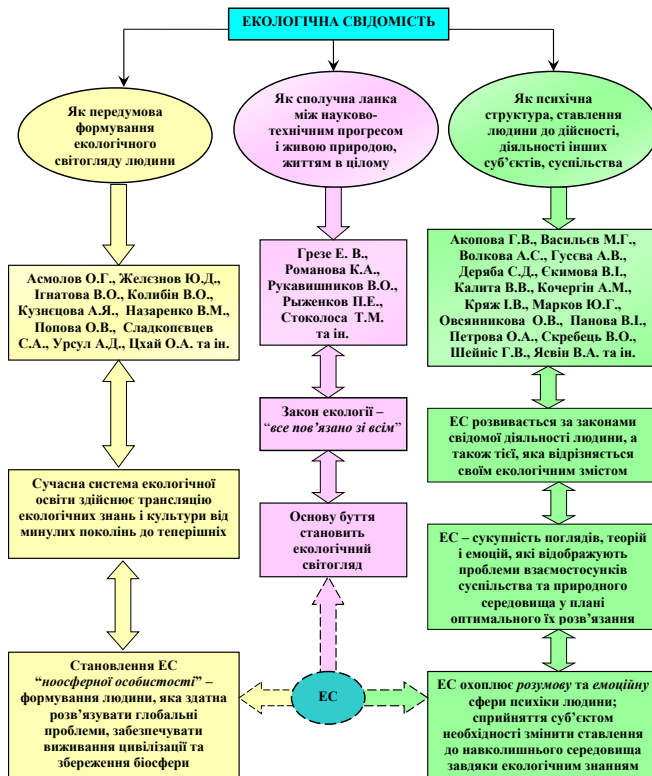 ЕКОЛОГІЧНА СВІДОМІСТЬ
Як передумова
формування
екологічного
світогляду людини
Асмолов О.Г., Желєзнов Ю.Д.,
Ігнатова В.О., Колибін В.О.,
Кузнєцова А.Я., Назаренко В.М.,
Попова О.В., Сладкопєвцев
С.А., Урсул А.Д., Цхай О.А. та ін.
Сучасна система екологічної
освіти здійснює трансляцію
екологічних знань і культури від
минулих поколінь до теперішніх
Становлення ЕС
“ноосферної особистості” –
формування людини, яка здатна
розв’язувати глобальні
проблеми, забезпечувати
виживання цивілізації та
збереження біосфери
Як сполучна ланка
між науково-
технічним прогресом
і живою природою,
життям в цілому
Грезе Е. В.,
Романова К.А.,
Рукавишников В.О.,
Рыженков П.Е.,
Стоколоса Т.М.
та ін.
Закон екології –
“все пов’язано зі всім”
Основу буття
становить
екологічний
світогляд
ЕС
Як психічна
структура, ставлення
людини до дійсності,
діяльності інших
суб’єктів, суспільства
Акопова Г.В., Васильєв М.Г.,
Волкова А.С., Гусєва А.В.,
Деряба С.Д., Єкимова В.І.,
Калита В.В., Кочергін А.М.,
Кряж І.В., Марков Ю.Г.,
Овсянникова О.В., Панова В.І.,
Петрова О.А., Скребець В.О.,
Шейніс Г.В., Ясвін В.А. та ін.
ЕС розвивається за законами
свідомої діяльності людини, а
також тієї, яка відрізняється
своїм екологічним змістом
ЕС – сукупність поглядів, теорій
і емоцій, які відображують
проблеми взаємостосунків
суспільства та природного
середовища у плані
оптимального їх розв’язання
ЕС охоплює розумову та емоційну
сфери психіки людини;
сприйняття суб’єктом
необхідності змінити ставлення
до навколишнього середовища
завдяки екологічним знанням